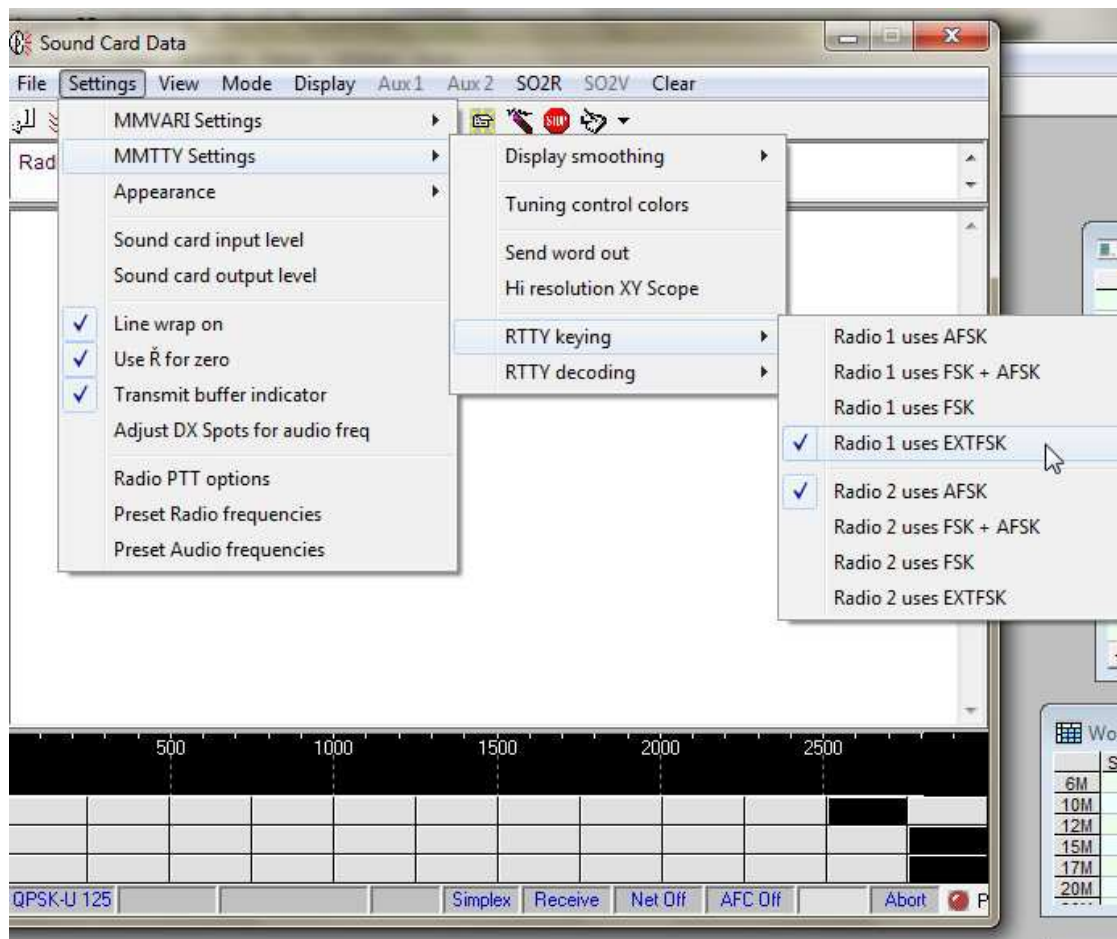 Sound Card Data
File Settings View Mode Display Aux 1 Aux 2 SO2R SO2V Clear
STOP
Rad
MMVARI Settings
MMTTY Settings
Appearance
Sound card input level
Sound card output level
Line wrap on
Use Ř for zero
Transmit buffer indicator
Adjust DX Spots for audio freq
Radio PTT options
Preset Radio frequencies
Preset Audio frequencies
Display smoothing
Tuning control colors
Send word out
Hi resolution XY Scope
RTTY keying
RTTY decoding
Radio 1 uses AFSK
Radio 1 uses FSK + AFSK
Radio 1 uses FSK
Radio 1 uses EXTFSK
Radio 2 uses AFSK
Radio 2 uses FSK + AFSK
Radio 2 uses FSK
Radio 2 uses EXTFSK
500 1000 1500 2000 2500
QPSK-U 125 Simplex Receive Net Off AFC Off Abort P
Wo
S
6M
10M
12M
15M
17M
20M